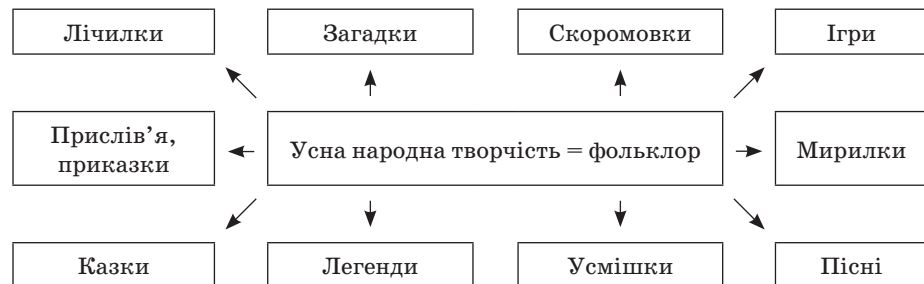 Лічилки
Загадки
Скоромовки
Ігри
Прислів’я,
приказки
Усна народна творчість = фольклор
Мирилки
Казки
Легенди
Усмішки
Пісні